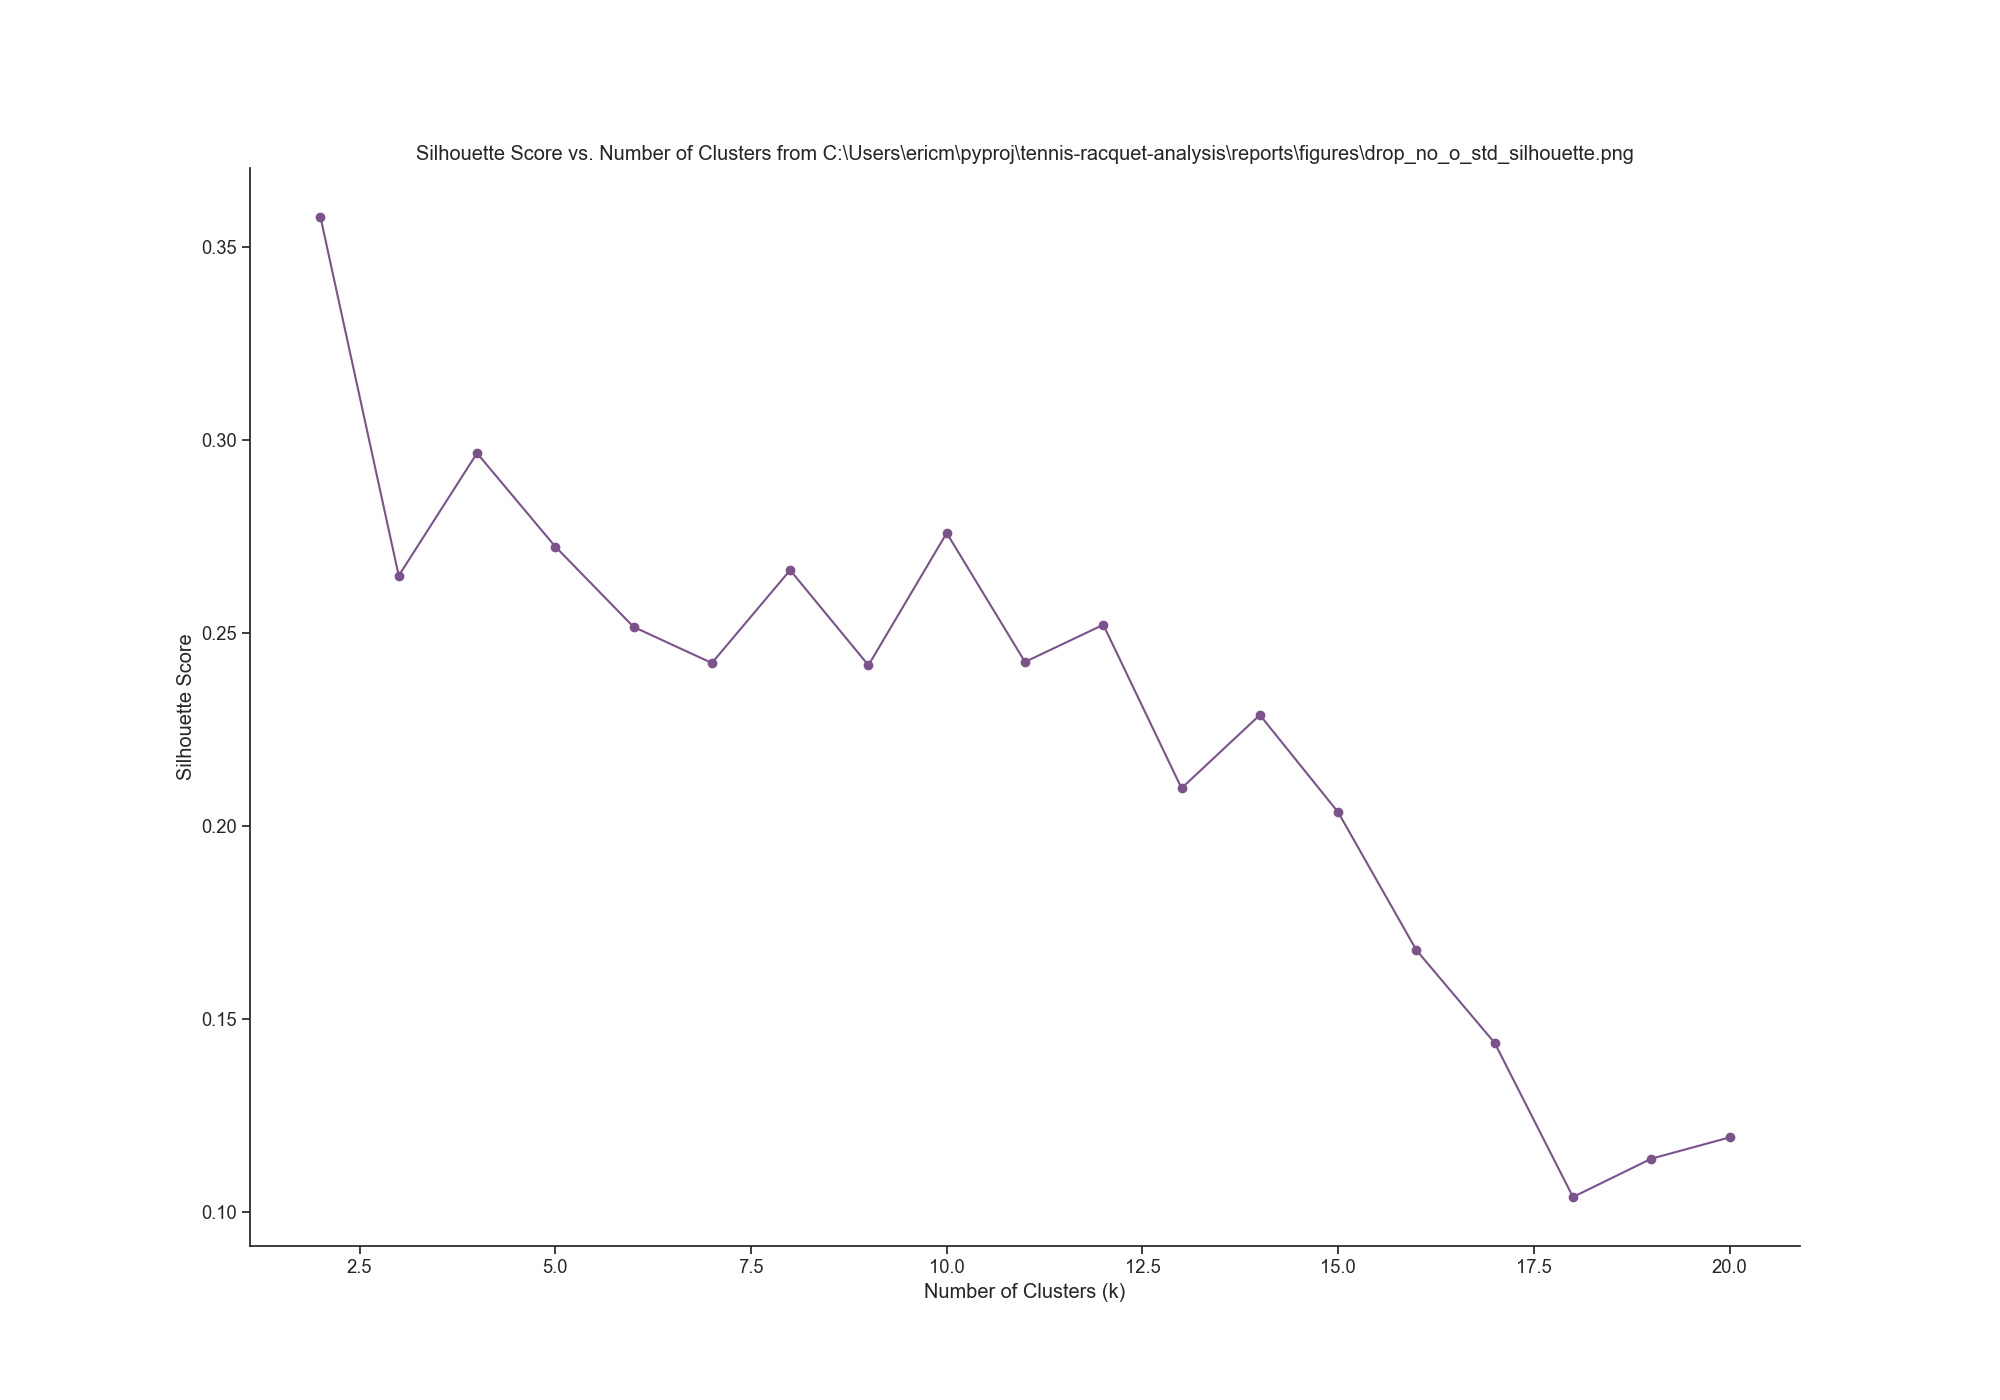 Silhouette Score vs. Number of Clusters from C:\Users\ericm\pyproj\tennis-racquet-analysis\reports\figures\drop_no_o_std_silhouette.png
Silhouette Score
0.35
0.30
0.25
0.20
0.15
0.10
2.5 5.0 7.5 10.0 12.5 15.0 17.5 20.0
Number of Clusters (k)